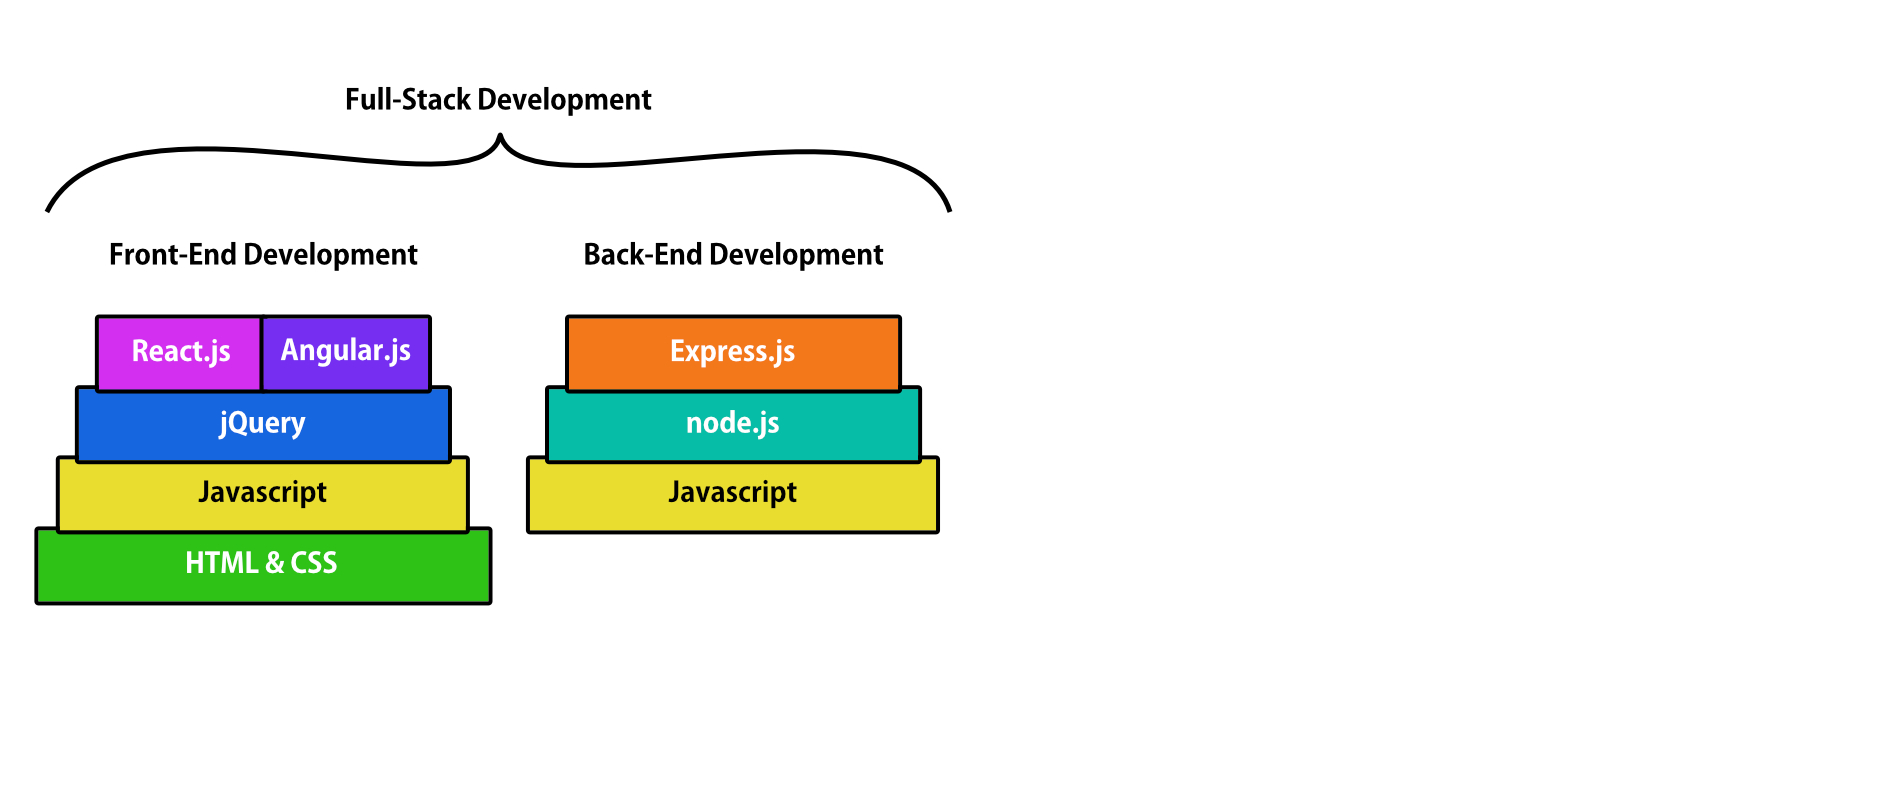 Full-Stack Development
Front-End Development
Back-End Development
React.js
Angular.js
jQuery
Javascript
HTML & CSS
Express.js
node.js
Javascript